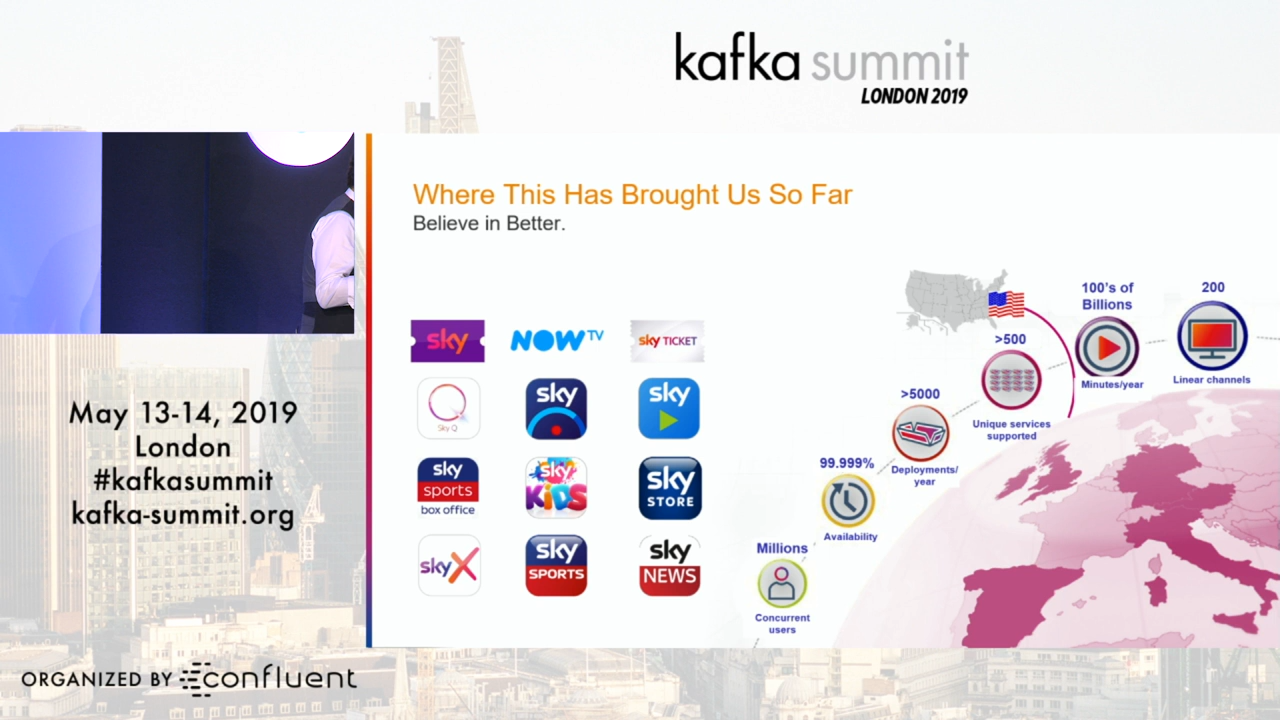 kafka summit
LONDON 2019
Where This Has Brought Us So Far
Believe in Better.
sky
NOW TV
sky TICKET
Sky Q
sky
sky
sky
sports
box office
sky
KiDS
sky
STORE
sky X
sky
SPORTS
sky
NEWS
Millions
Concurrent
users
99.999%
Availability
>5000
Deployments/
year
>500
Unique services
supported
100's of
Billions
Minutes/year
200
Linear channels
May 13-14, 2019
London
#kafkasummit
kafka-summit.org
ORGANIZED BY confluent